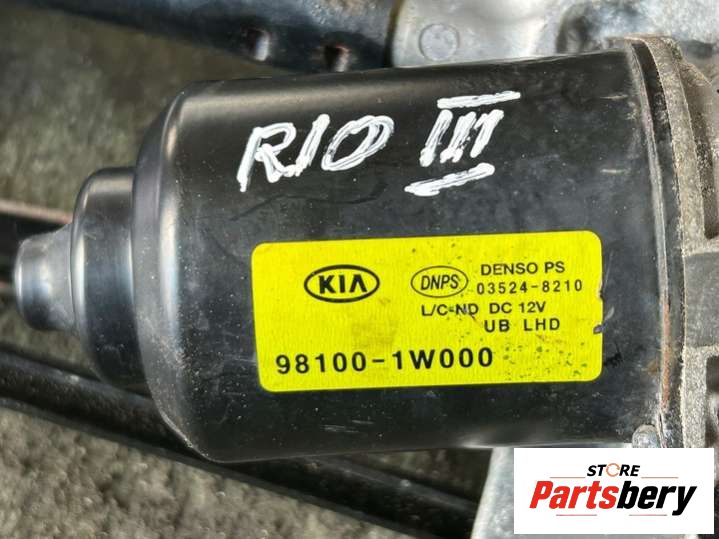 RIO III
KIA
DNPS
DENSO PS
03524-8210
L/C-ND DC 12V
UB LHD
98100-1W000
STORE
Partsbery